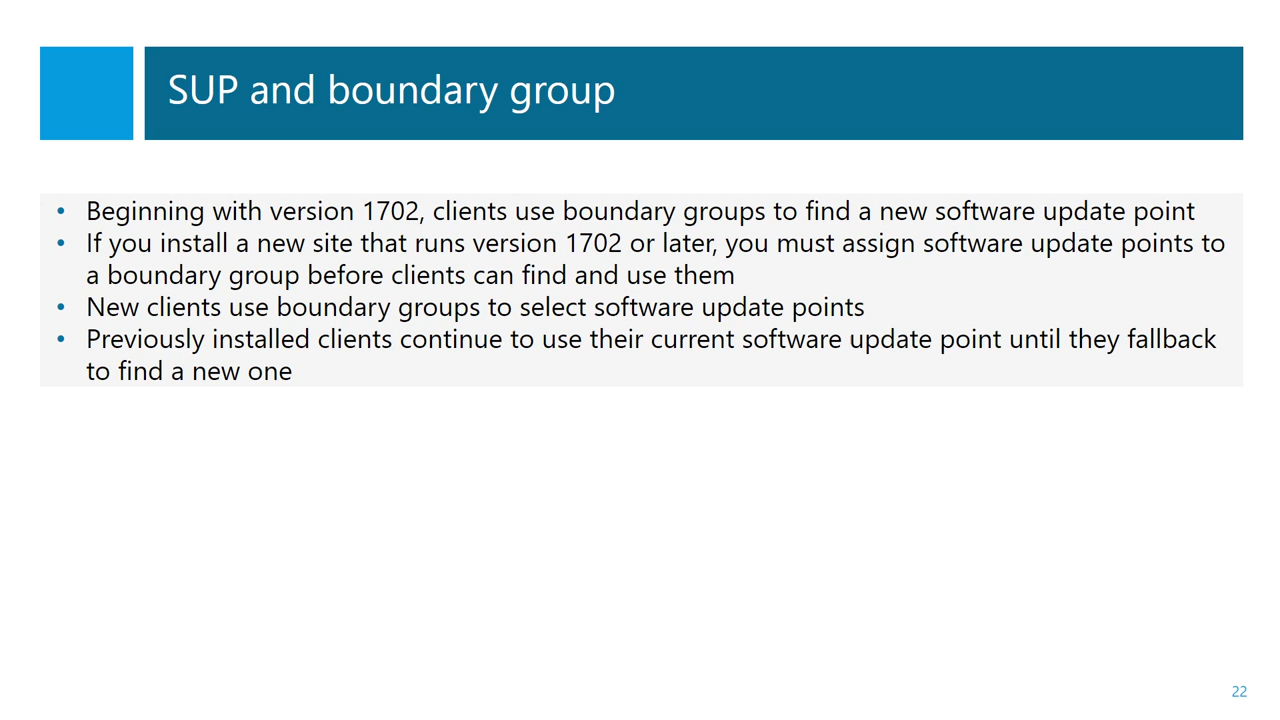 SUP and boundary group
• Beginning with version 1702, clients use boundary groups to find a new software update point
• If you install a new site that runs version 1702 or later, you must assign software update points to
a boundary group before clients can find and use them
• New clients use boundary groups to select software update points
• Previously installed clients continue to use their current software update point until they fallback
to find a new one
22